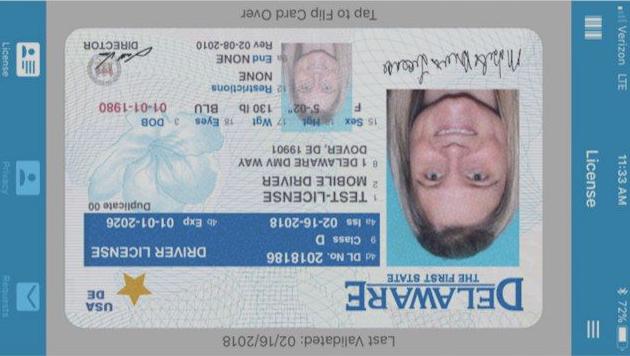 Verizon LTE
11:33 AM
72%
License
Last Validated: 02/16/2018
DELAWARE
THE FIRST STATE
USA
DE
4d DL No. 2018186
DRIVER LICENSE
9 Class D
4a Iss 02-16-2018
4b Exp 01-01-2026
1 TEST-LICENSE
2 MOBILE DRIVER
Duplicate 00
8 1 DELAWARE DMV WAY
DOVER, DE 19901
15 Sex 16 Hgt 17 Wgt 18 Eyes 3 DOB
F 5'-02" 130 lb BLU 01-01-1980
12 Restrictions
NONE
9a End NONE
Rev 02-08-2010
DIRECTOR
Tap to Flip Card Over
License
Privacy
Requests